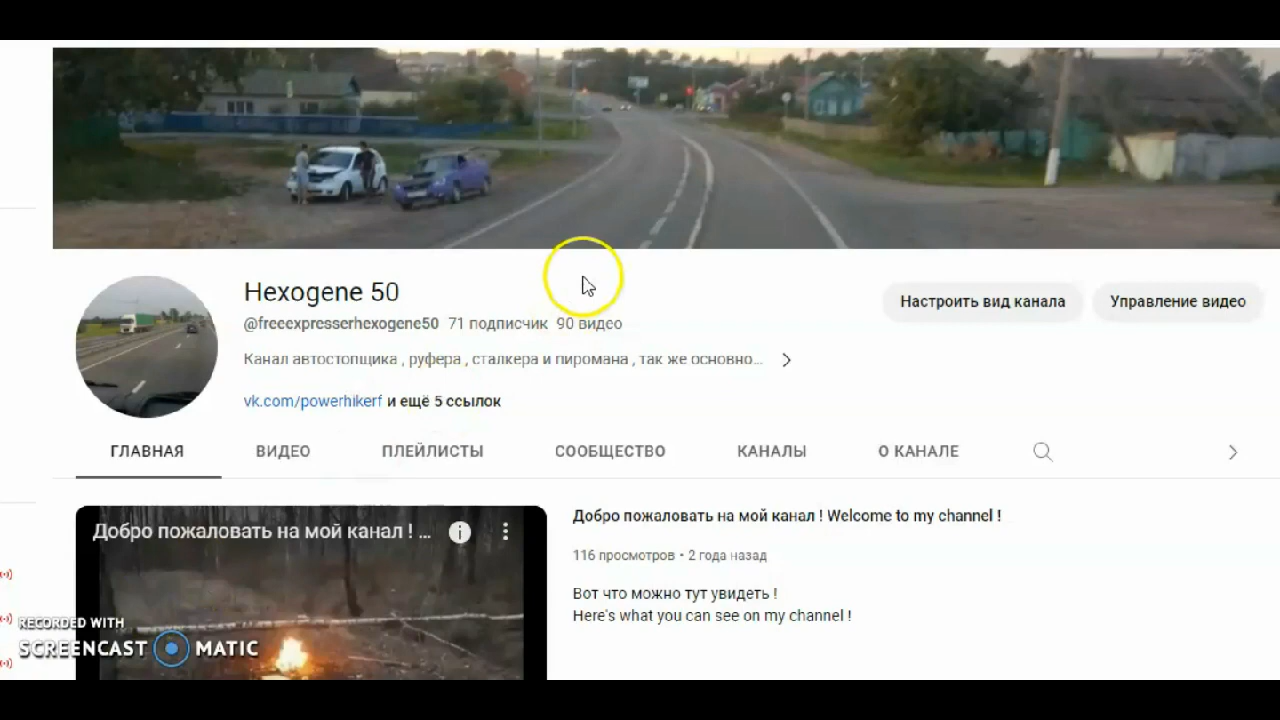 Hexogene 50
@freeexpresserhexogene50 71 подписчик 90 видео
Настроить вид канала
Управление видео
Канал автостопщика , руфера , сталкера и пиромана , так же основно...
vk.com/powerhikerf и ещё 5 ссылок
ГЛАВНАЯ ВИДЕО ПЛЕЙЛИСТЫ СООБЩЕСТВО КАНАЛЫ О КАНАЛЕ
Добро пожаловать на мой канал ! ...
Добро пожаловать на мой канал ! Welcome to my channel !
116 просмотров • 2 года назад
Вот что можно тут увидеть !
Here's what you can see on my channel !
RECORDED WITH
SCREENCAST MATIC